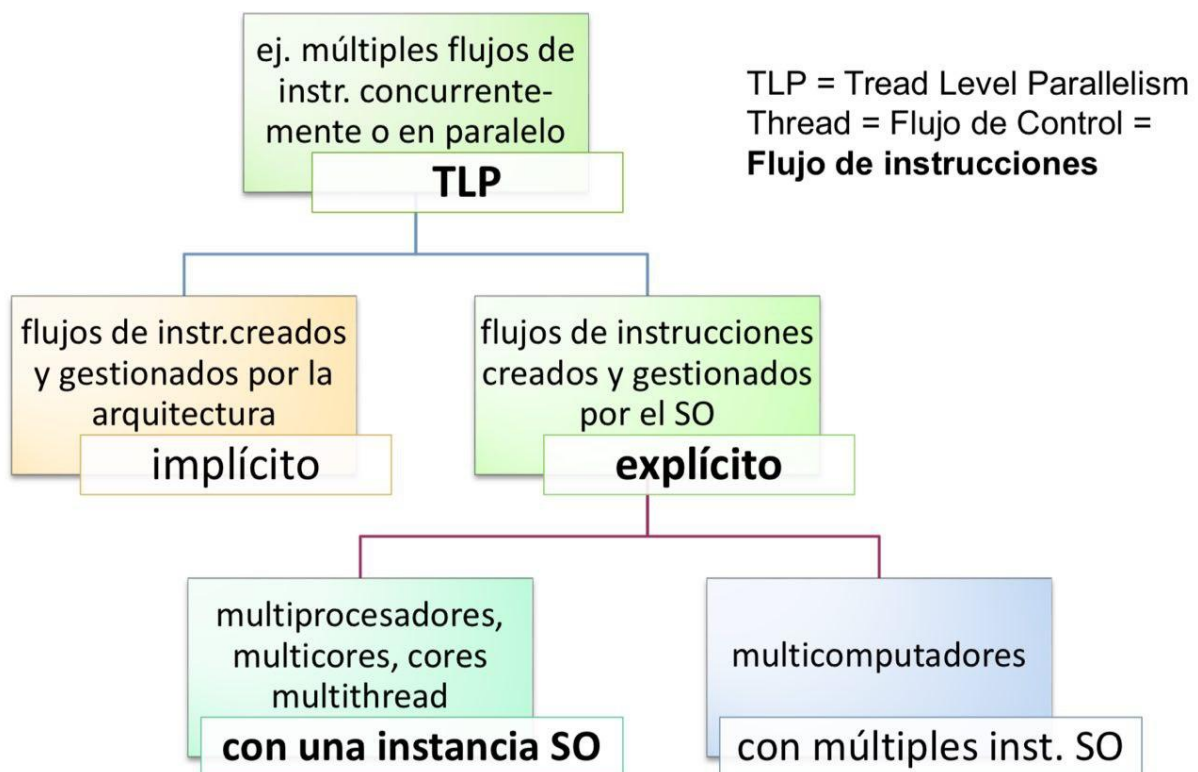 ej. múltiples flujos de
instr. concurrente-
mente o en paralelo
TLP
TLP = Tread Level Parallelism
Thread = Flujo de Control =
Flujo de instrucciones
flujos de instr.creados
y gestionados por la
arquitectura
implícito
flujos de instrucciones
creados y gestionados
por el SO
explícito
multiprocesadores,
multicores, cores
multithread
con una instancia SO
multicomputadores
con múltiples inst. SO